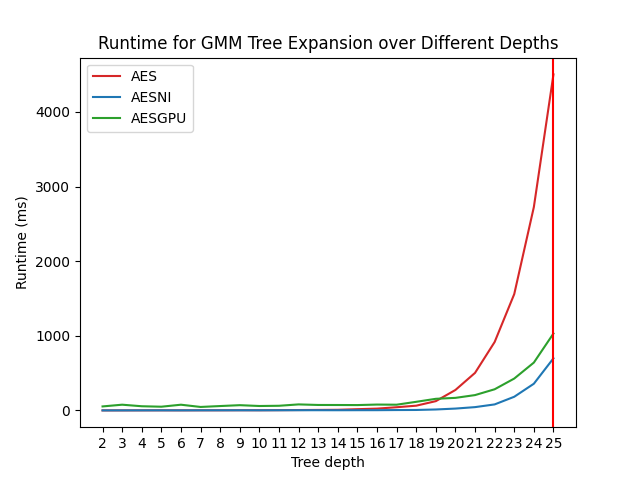 Runtime for GMM Tree Expansion over Different Depths
AES
AESNI
AESGPU
4000
3000
2000
1000
0
Runtime (ms)
2 3 4 5 6 7 8 9 10 11 12 13 14 15 16 17 18 19 20 21 22 23 24 25
Tree depth